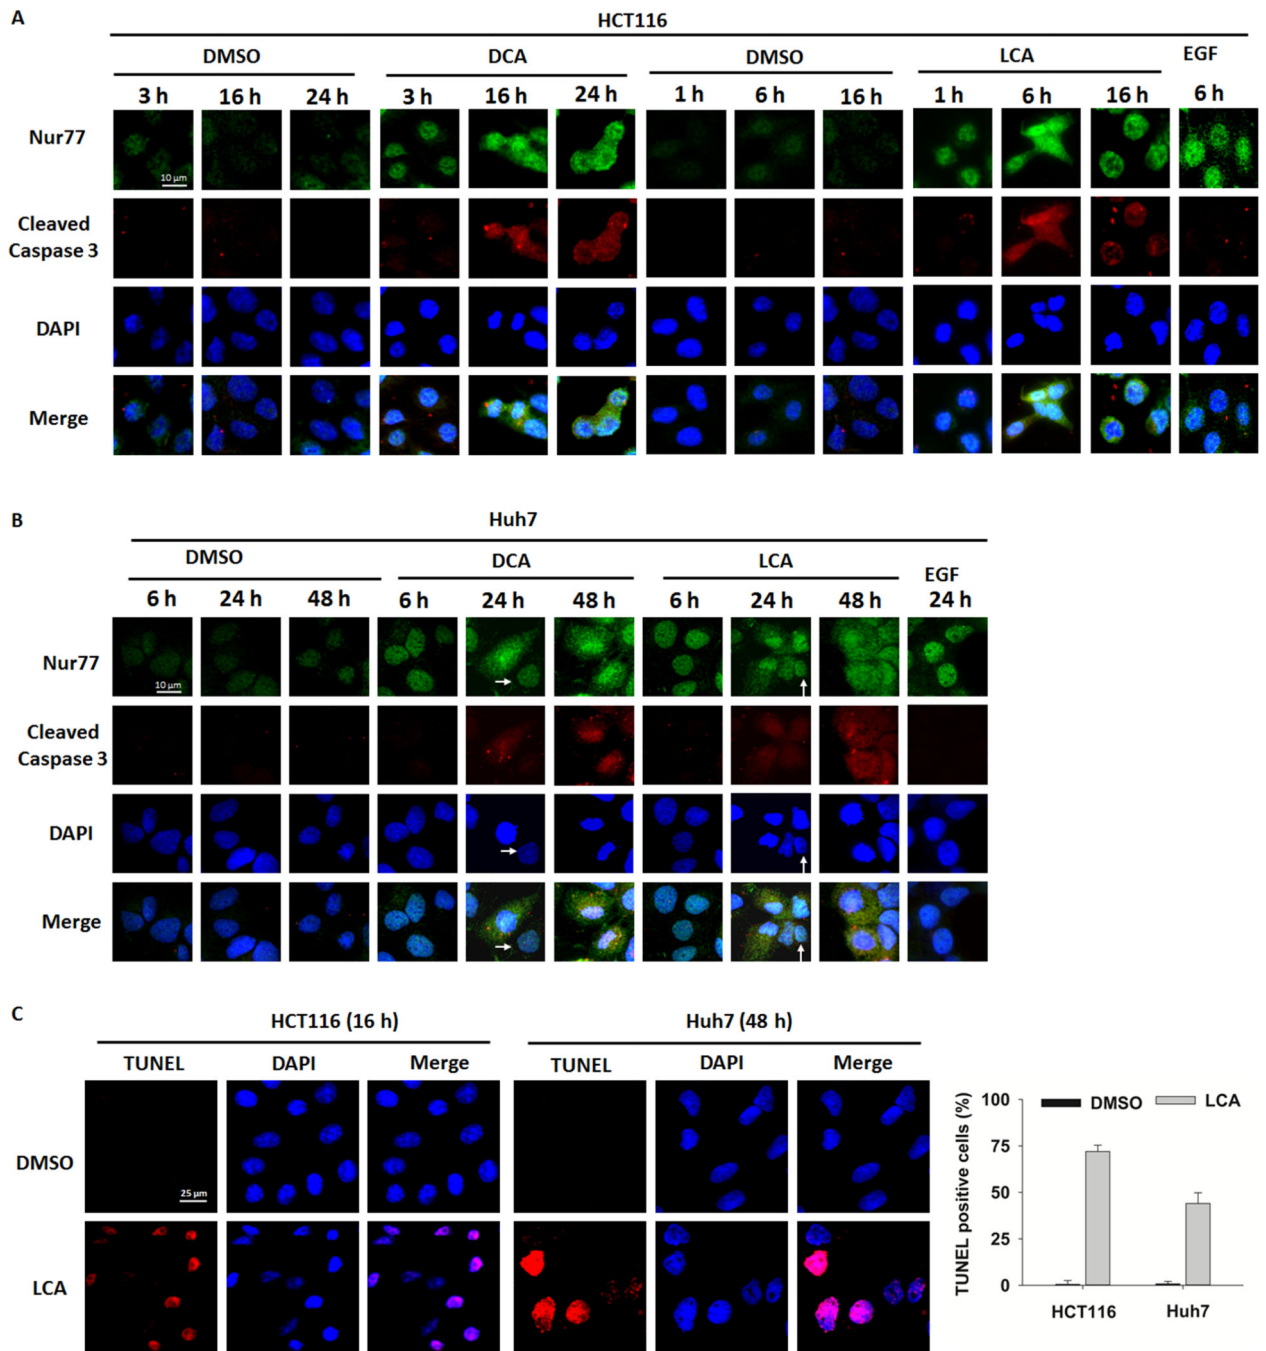 A
HCT116
DMSO DCA DMSO LCA EGF
3 h 16 h 24 h 3 h 16 h 24 h 1 h 6 h 16 h 1 h 6 h 16 h 6 h
Nur77
10 μm
Cleaved
Caspase 3
DAPI
Merge
B
Huh7
DMSO DCA LCA EGF
6 h 24 h 48 h 6 h 24 h 48 h 6 h 24 h 48 h 24 h
Nur77
10 μm
Cleaved
Caspase 3
DAPI
Merge
C
HCT116 (16 h) Huh7 (48 h)
TUNEL DAPI Merge TUNEL DAPI Merge
DMSO
25 μm
LCA
TUNEL positive cells (%)
100
75
50
25
0
DMSO LCA
HCT116 Huh7